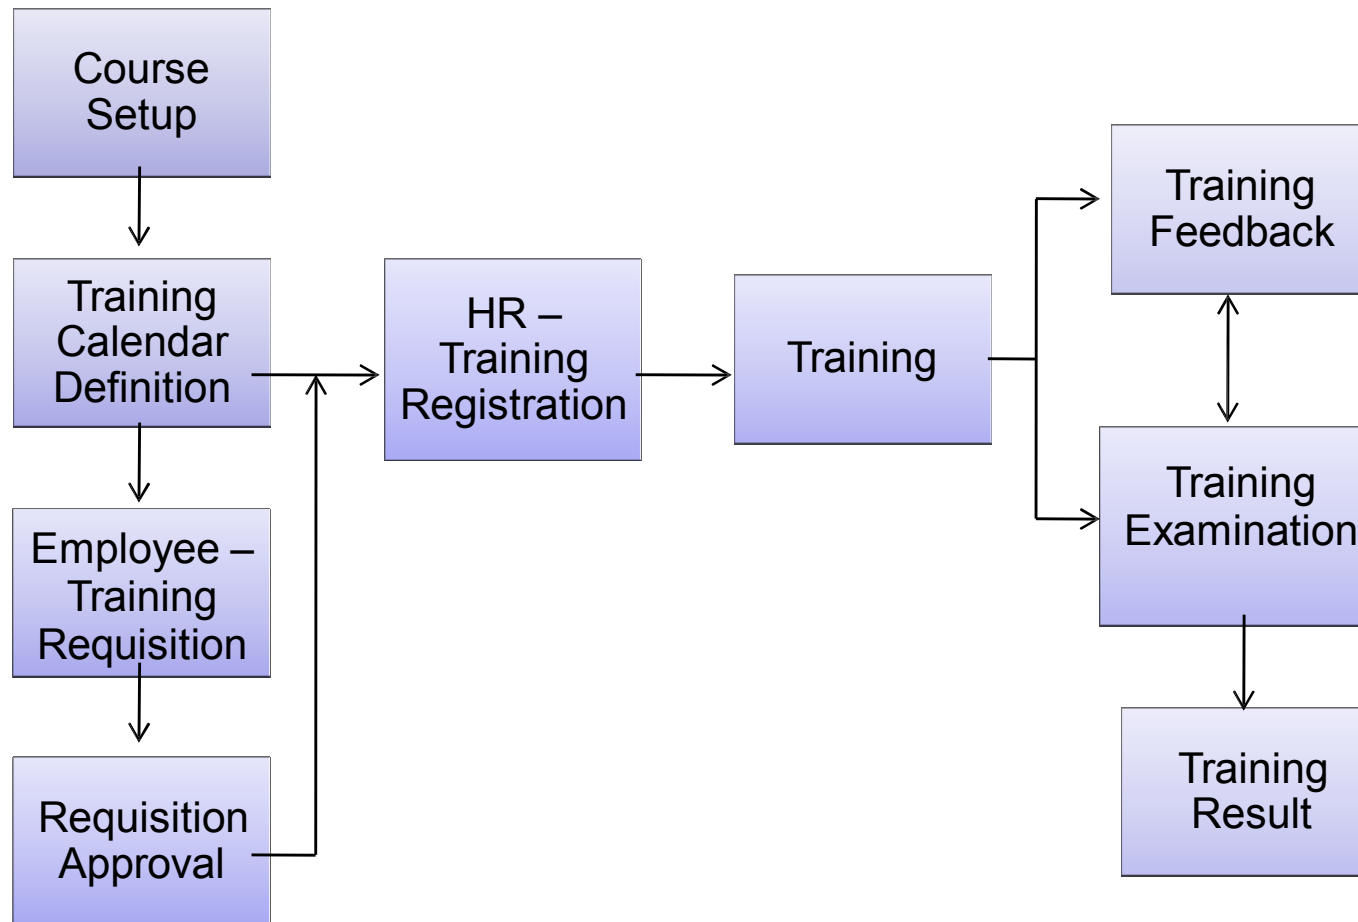 Course
Setup
Training
Calendar
Definition
Employee –
Training
Requisition
Requisition
Approval
HR –
Training
Registration
Training
Training
Feedback
Training
Examination
Training
Result